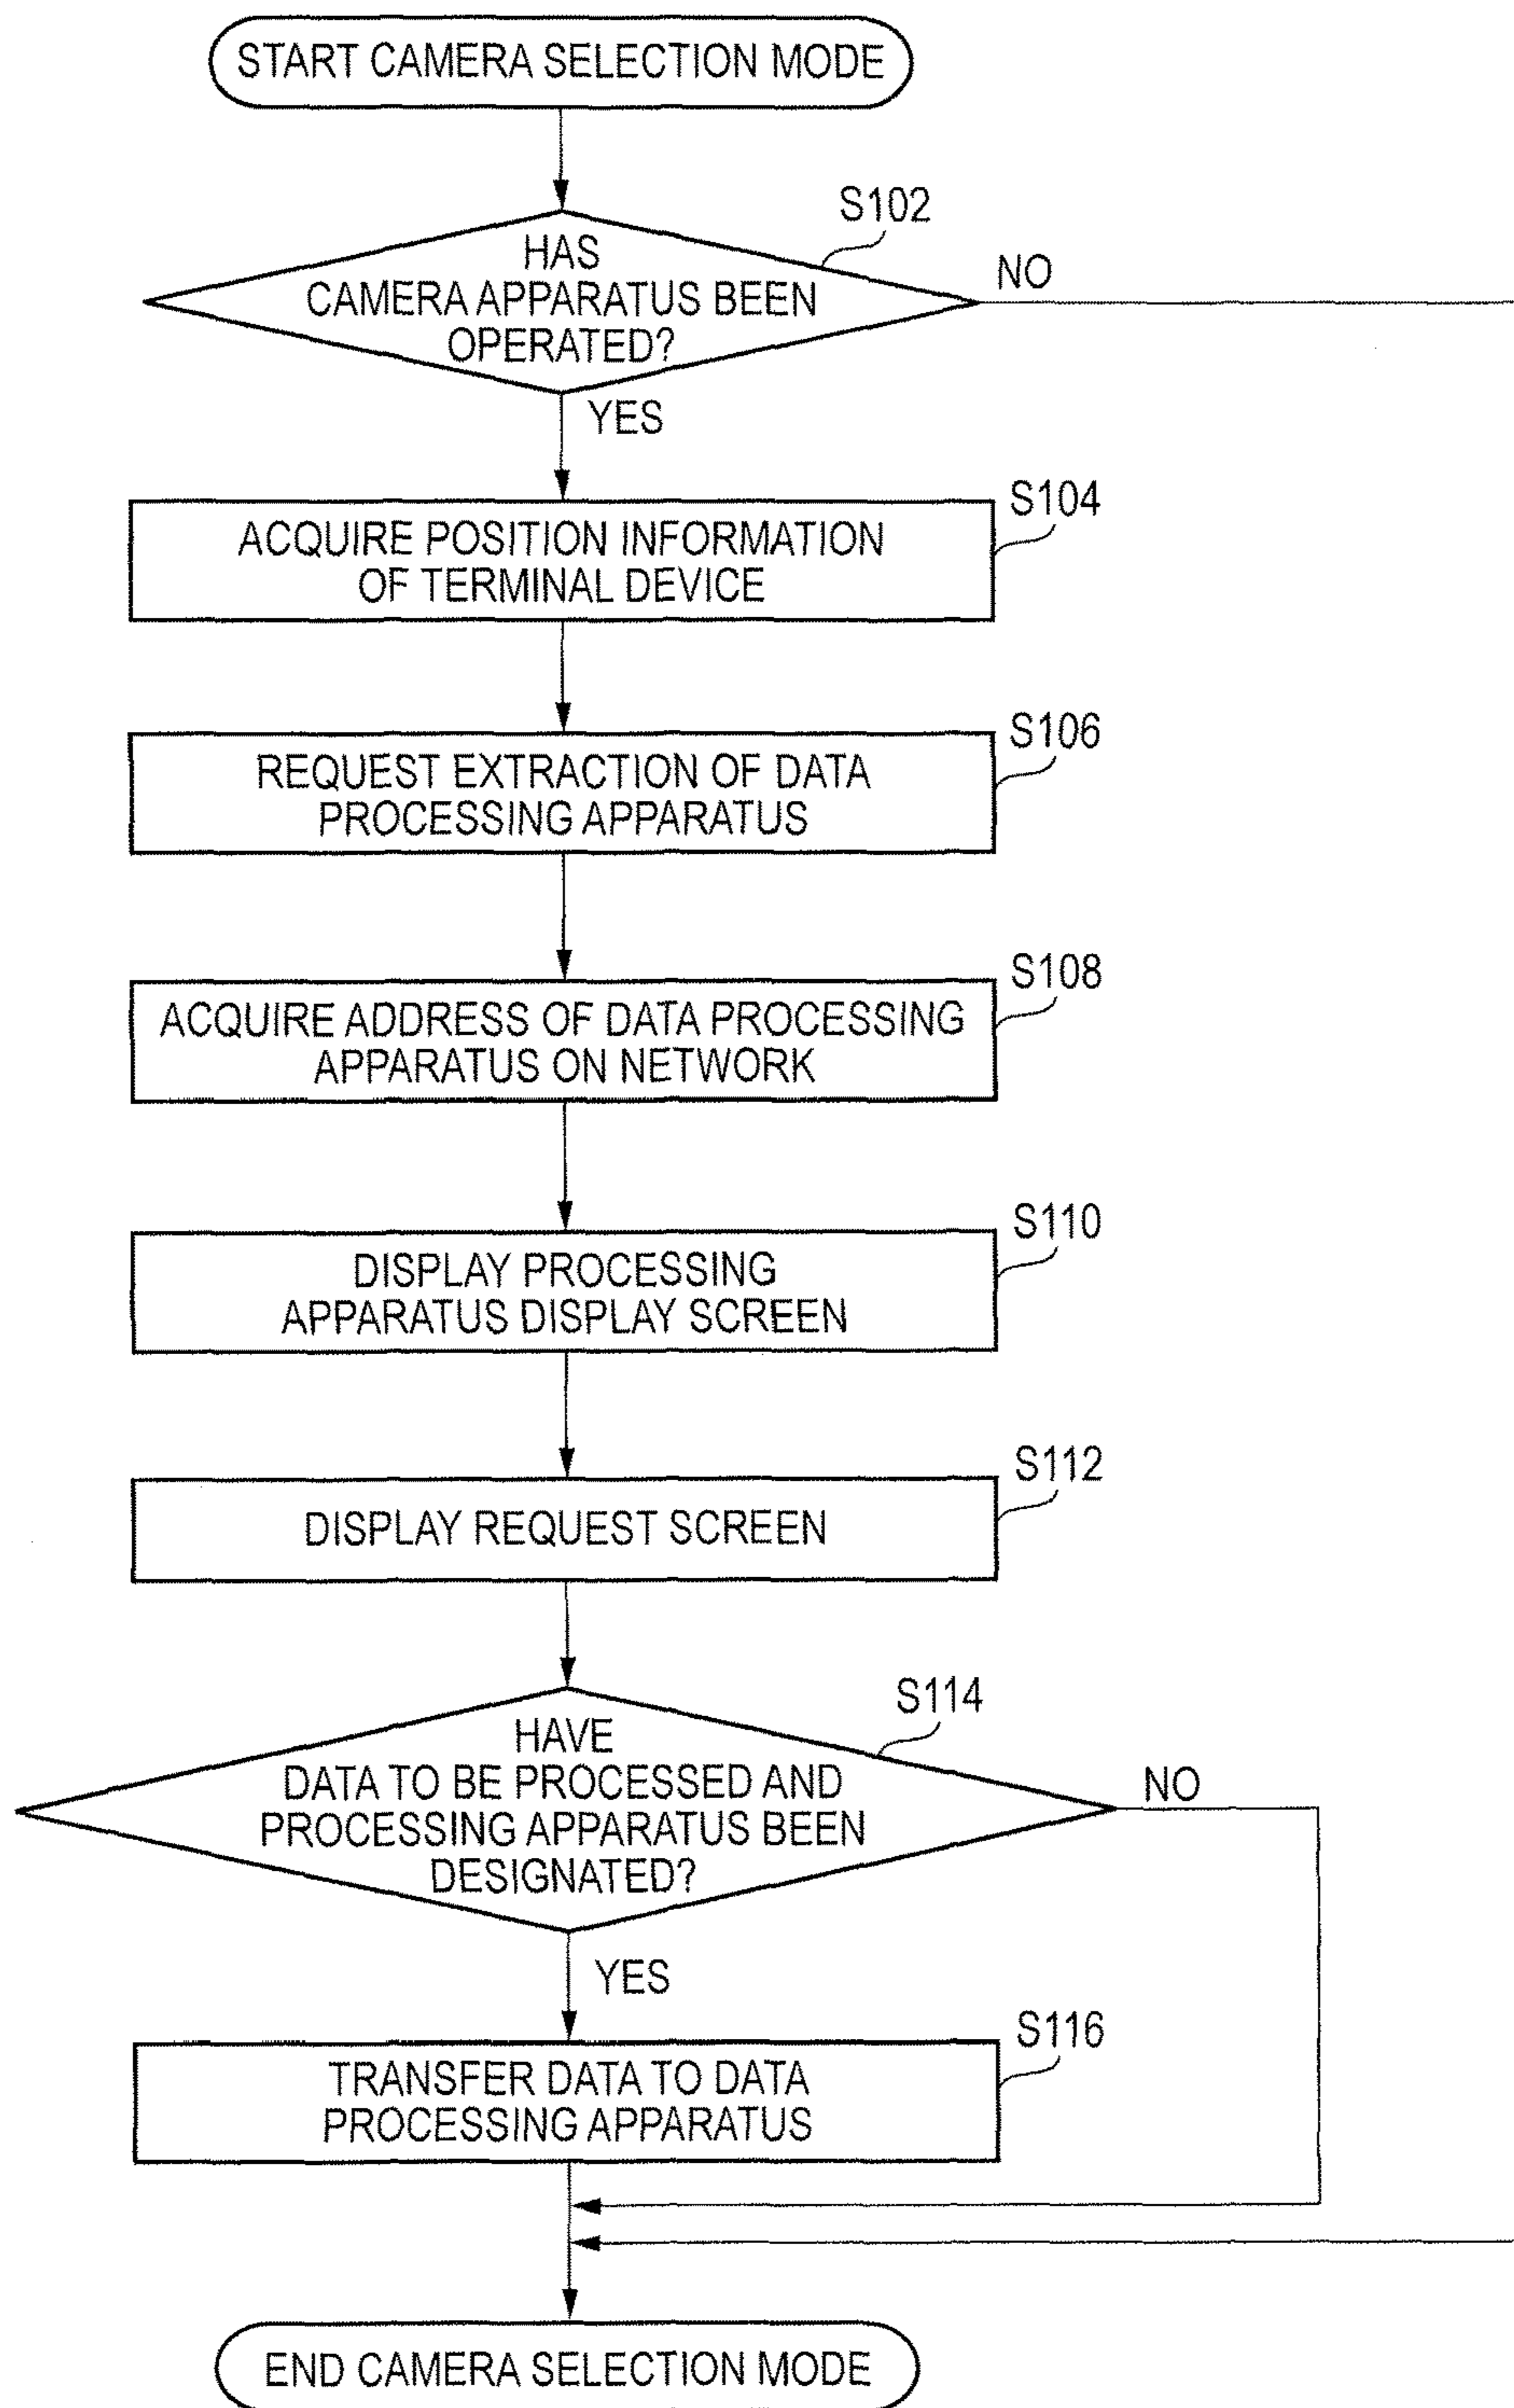 START CAMERA SELECTION MODE
S102
HAS
CAMERA APPARATUS BEEN
OPERATED?
NO
YES
S104
ACQUIRE POSITION INFORMATION
OF TERMINAL DEVICE
S106
REQUEST EXTRACTION OF DATA
PROCESSING APPARATUS
S108
ACQUIRE ADDRESS OF DATA PROCESSING
APPARATUS ON NETWORK
S110
DISPLAY PROCESSING
APPARATUS DISPLAY SCREEN
S112
DISPLAY REQUEST SCREEN
S114
HAVE
DATA TO BE PROCESSED AND
PROCESSING APPARATUS BEEN
DESIGNATED?
NO
YES
S116
TRANSFER DATA TO DATA
PROCESSING APPARATUS
END CAMERA SELECTION MODE